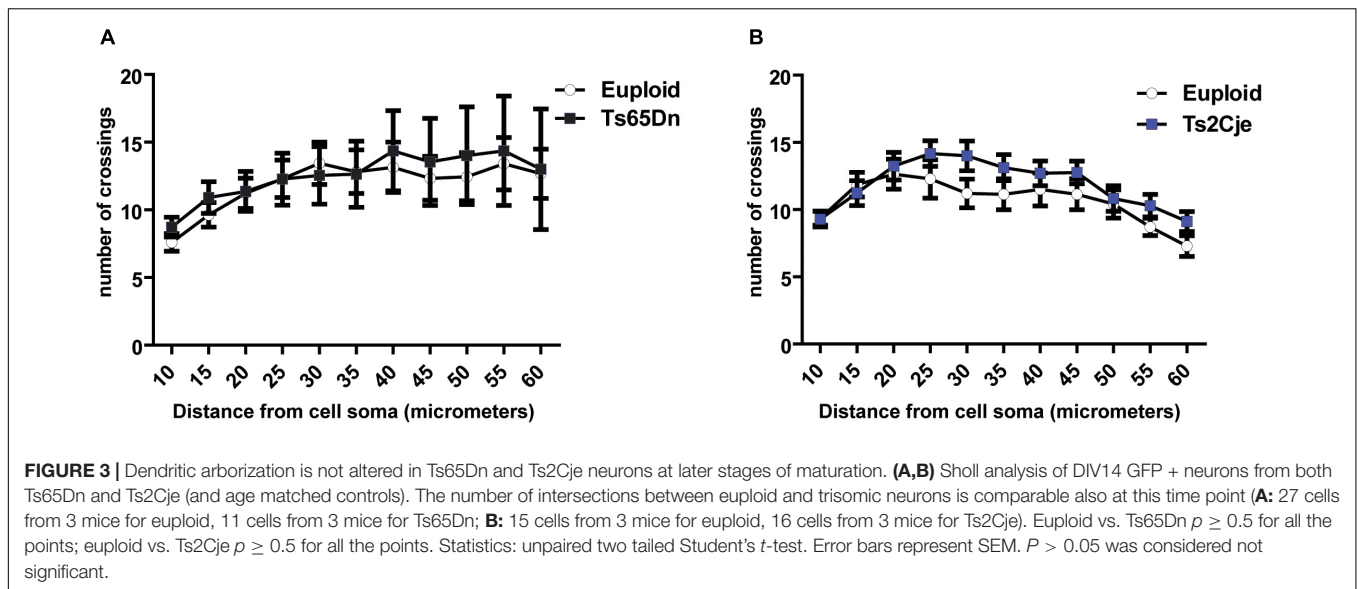 A
20
15
10
5
0
number of crossings
Euploid
Ts65Dn
10 15 20 25 30 35 40 45 50 55 60
Distance from cell soma (micrometers)
B
20
15
10
5
0
number of crossings
Euploid
Ts2Cje
10 15 20 25 30 35 40 45 50 55 60
Distance from cell soma (micrometers)
FIGURE 3 | Dendritic arborization is not altered in Ts65Dn and Ts2Cje neurons at later stages of maturation. (A,B) Sholl analysis of DIV14 GFP + neurons from both
Ts65Dn and Ts2Cje (and age matched controls). The number of intersections between euploid and trisomic neurons is comparable also at this time point (A: 27 cells
from 3 mice for euploid, 11 cells from 3 mice for Ts65Dn; B: 15 cells from 3 mice for euploid, 16 cells from 3 mice for Ts2Cje). Euploid vs. Ts65Dn p ≥ 0.5 for all the
points; euploid vs. Ts2Cje p ≥ 0.5 for all the points. Statistics: unpaired two tailed Student's t-test. Error bars represent SEM. P > 0.05 was considered not
significant.